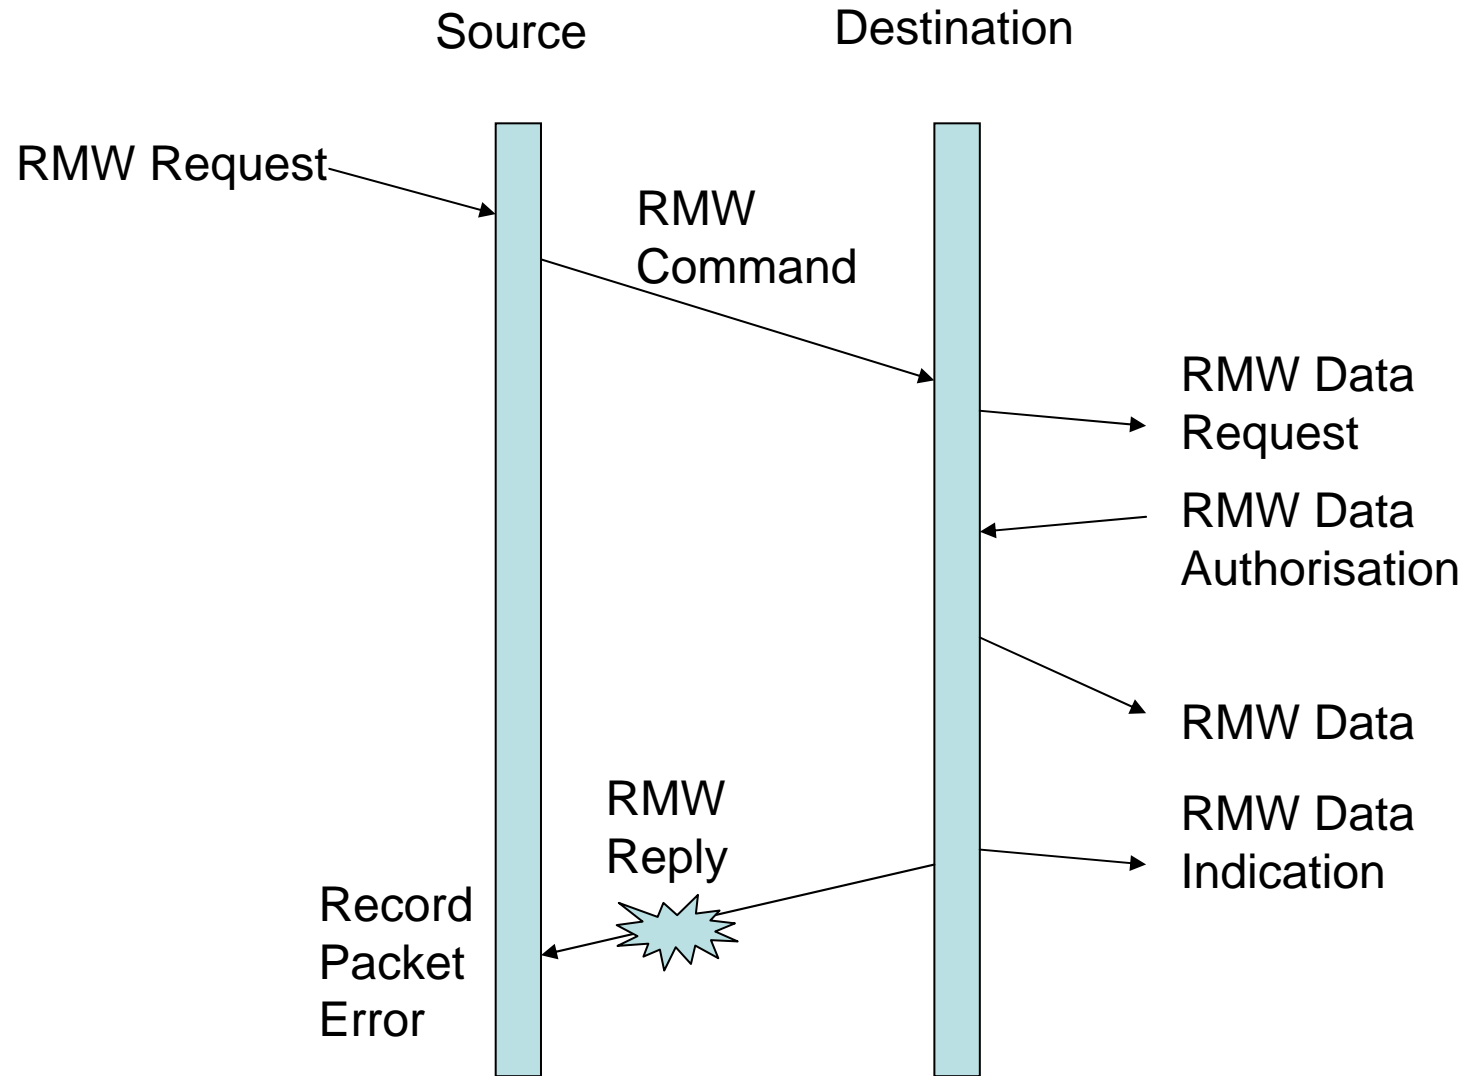 Source
Destination
RMW Request
RMW
Command
RMW Data
Request
RMW Data
Authorisation
RMW Data
RMW
Reply
RMW Data
Indication
Record
Packet
Error